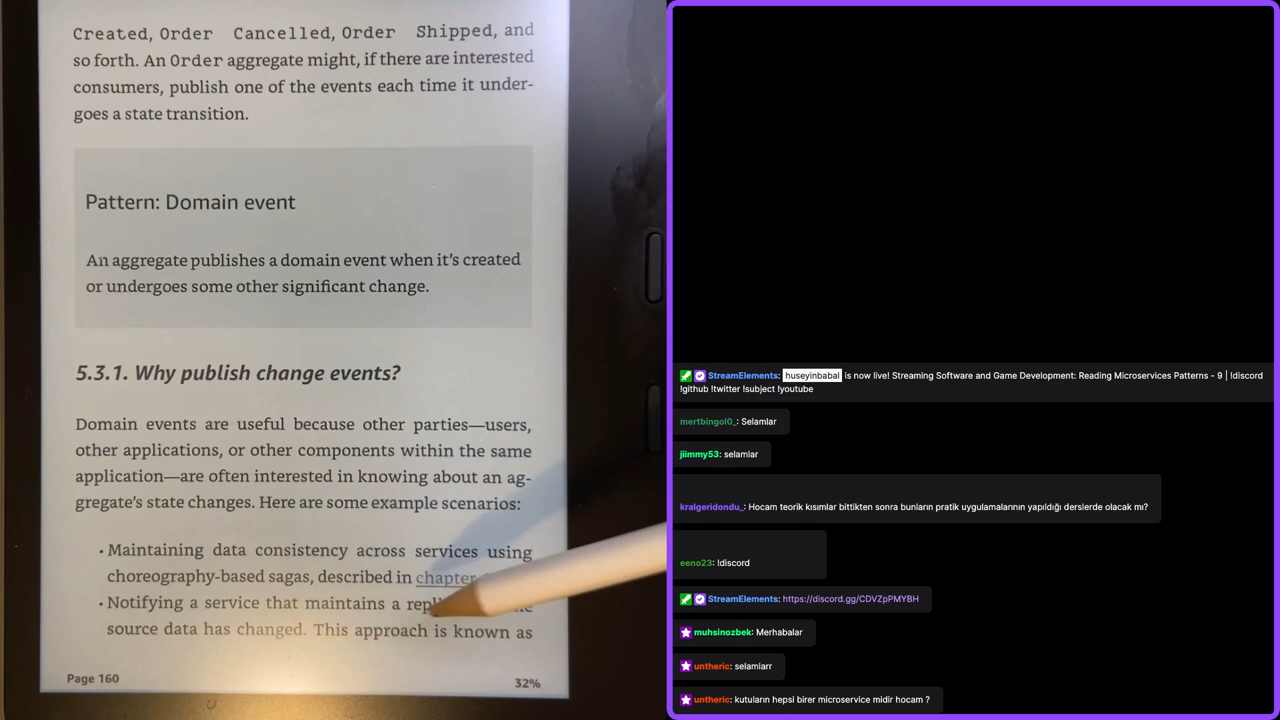 Created, Order Cancelled, Order Shipped, and
so forth. An Order aggregate might, if there are interested
consumers, publish one of the events each time it under-
goes a state transition.
Pattern: Domain event
An aggregate publishes a domain event when it's created
or undergoes some other significant change.
5.3.1. Why publish change events?
Domain events are useful because other parties—users,
other applications, or other components within the same
application—are often interested in knowing about an ag-
gregate's state changes. Here are some example scenarios:
• Maintaining data consistency across services using
choreography-based sagas, described in chapter
• Notifying a service that maintains a
source data has changed. This approach is known as
Page 160
32%
StreamElements: huseyinbabal is now live! Streaming Software and Game Development: Reading Microservices Patterns - 9 | !discord
!github !twitter !subject !youtube
mertbingol0_: Selamlar
jiimmy53: selamlar
kralgeridondu_: Hocam teorik kısımlar bittikten sonra bunların pratik uygulamalarının yapıldığı derslerde olacak mı?
eeno23: !discord
StreamElements: https://discord.gg/CDVZpPMYBH
muhsinozbek: Merhabalar
untheric: selamlarr
untheric: kutuların hepsi birer microservice midir hocam ?